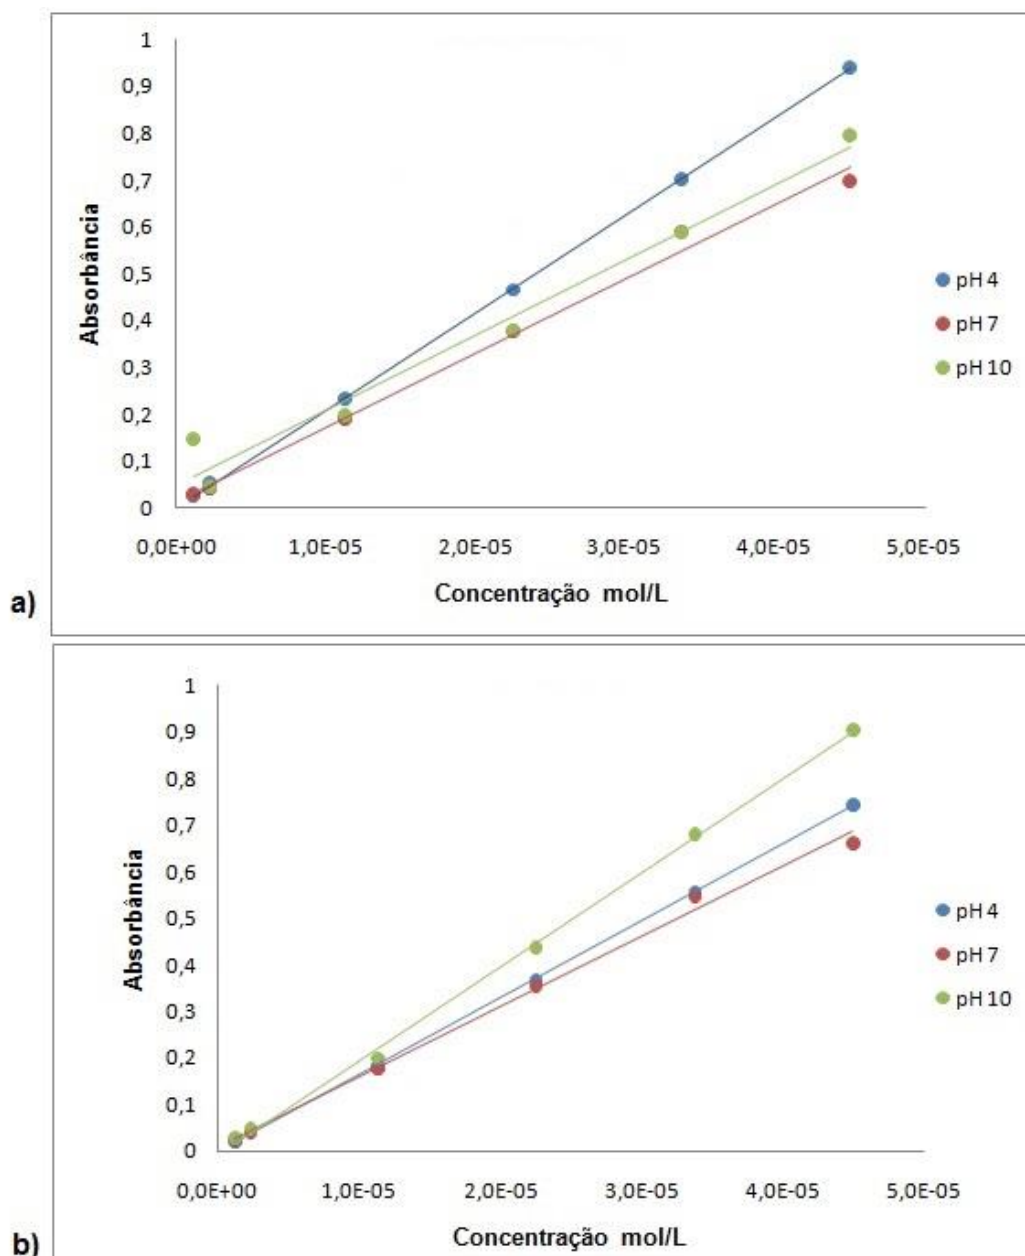 1
0,9
0,8
0,7
0,6
0,5
0,4
0,3
0,2
0,1
0
Absorbância
0,0E+00 1,0E-05 2,0E-05 3,0E-05 4,0E-05 5,0E-05
Concentração mol/L
pH 4
pH 7
pH 10
a)
1
0,9
0,8
0,7
0,6
0,5
0,4
0,3
0,2
0,1
0
Absorbância
0,0E+00 1,0E-05 2,0E-05 3,0E-05 4,0E-05 5,0E-05
Concentração mol/L
pH 4
pH 7
pH 10
b)